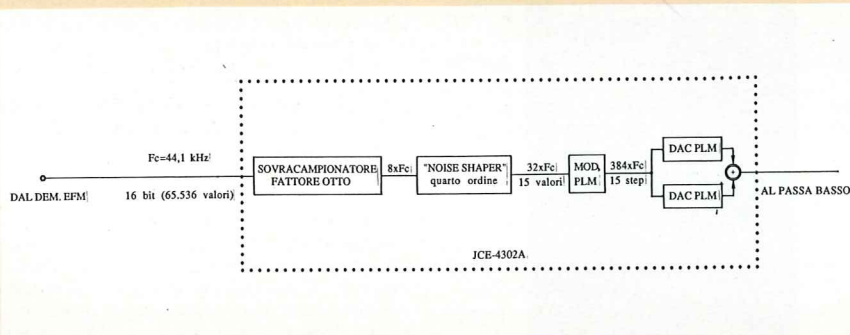 Fc=44,1 kHz
DAL DEM. EFM
16 bit (65.536 valori)
SOVRACAMPIONATORE
FATTORE OTTO
8xFc
"NOISE SHAPER"
quarto ordine
32xFc
15 valori
MOD,
PLM
384xFc
15 step
DAC PLM
DAC PLM
AL PASSA BASSO
JCE-4302A